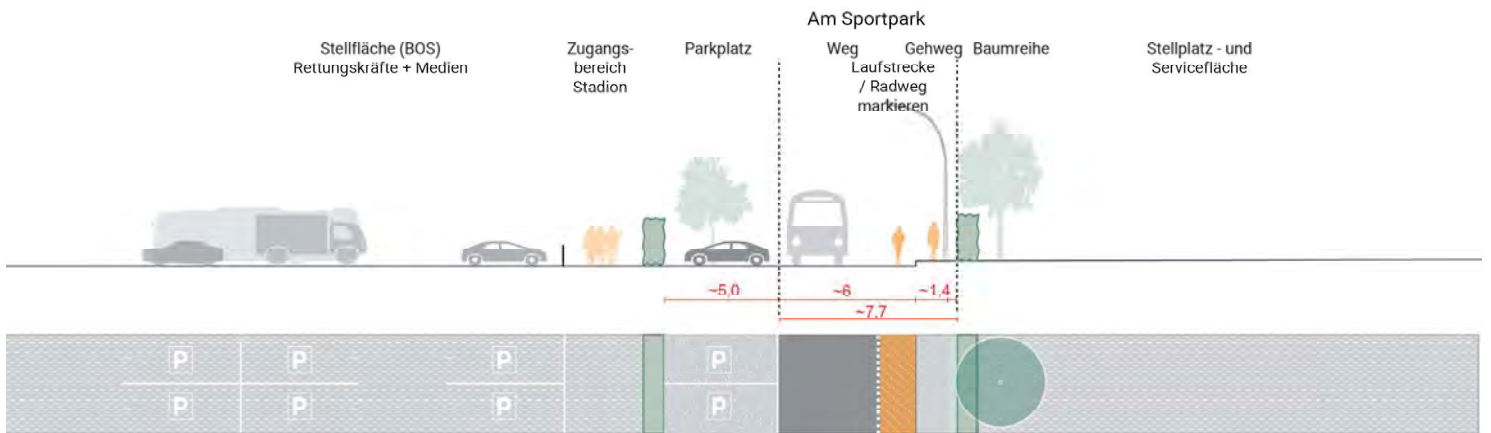 Am Sportpark
Stellfläche (BOS)
Rettungskräfte + Medien
Zugangs-
bereich
Stadion
Parkplatz
Weg
Gehweg
Laufstrecke
/ Radweg
markieren
Baumreihe
Stellplatz - und
Servicefläche
~5,0
~6
~1,4
~7,7
P
P
P
P
P
P
P
P